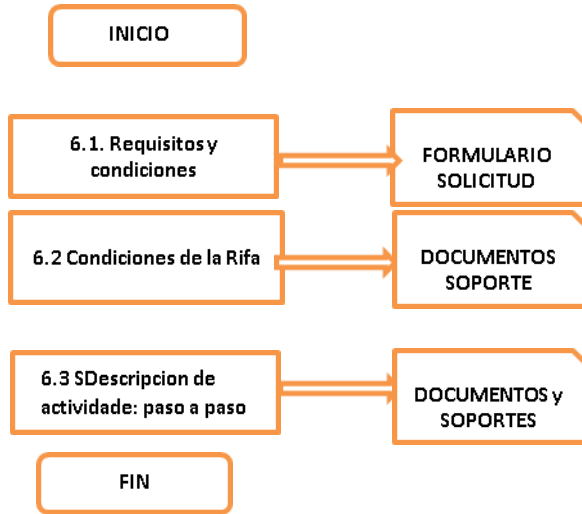 INICIO
6.1. Requisitos y
condiciones
FORMULARIO
SOLICITUD
6.2 Condiciones de la Rifa
DOCUMENTOS
SOPORTE
6.3 SDescripcion de
actividade: paso a paso
DOCUMENTOS y
SOPORTES
FIN